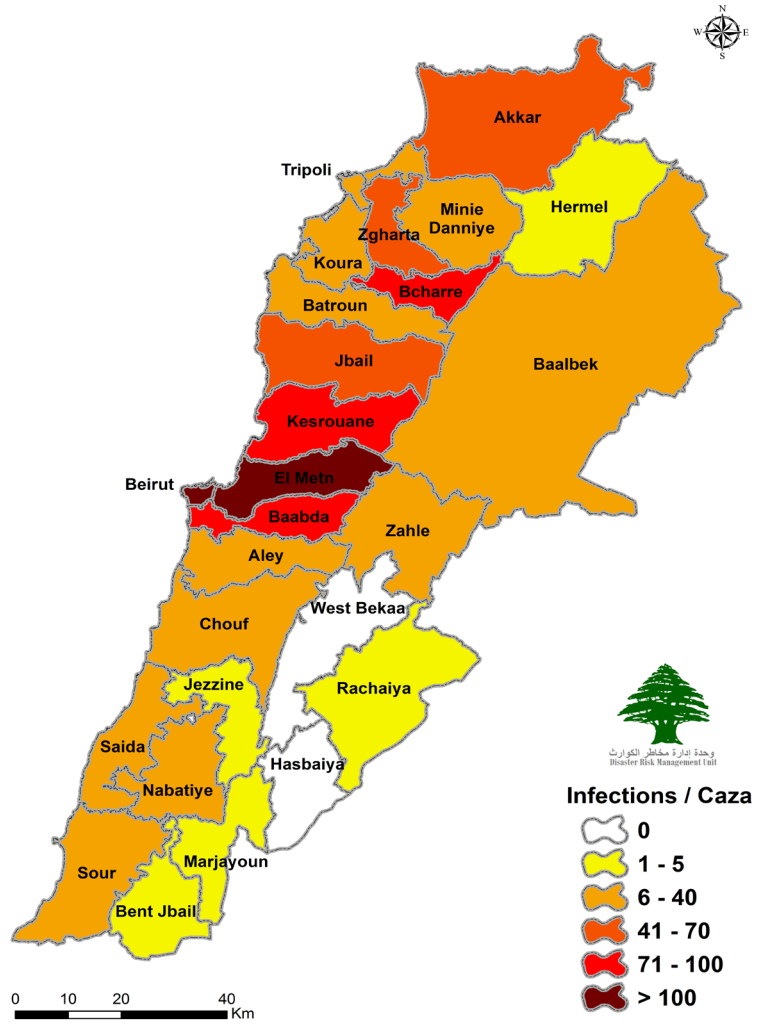 N
W E
S
Akkar
Tripoli
Hermel
Minie
Danniye
Zgharta
Koura
Bcharre
Batroun
Jbail
Baalbek
Kesrouane
El Metn
Beirut
Baabda
Zahle
Aley
West Bekaa
Chouf
Jezzine
Rachaiya
Saida
Hasbaiya
Nabatiye
وحدة إدارة مخاطر الكوارث
Disaster Risk Management Unit
Marjayoun
Sour
Bent Jbail
Infections / Caza
0
1 - 5
6 - 40
41 - 70
71 - 100
> 100
0 10 20 40
Km